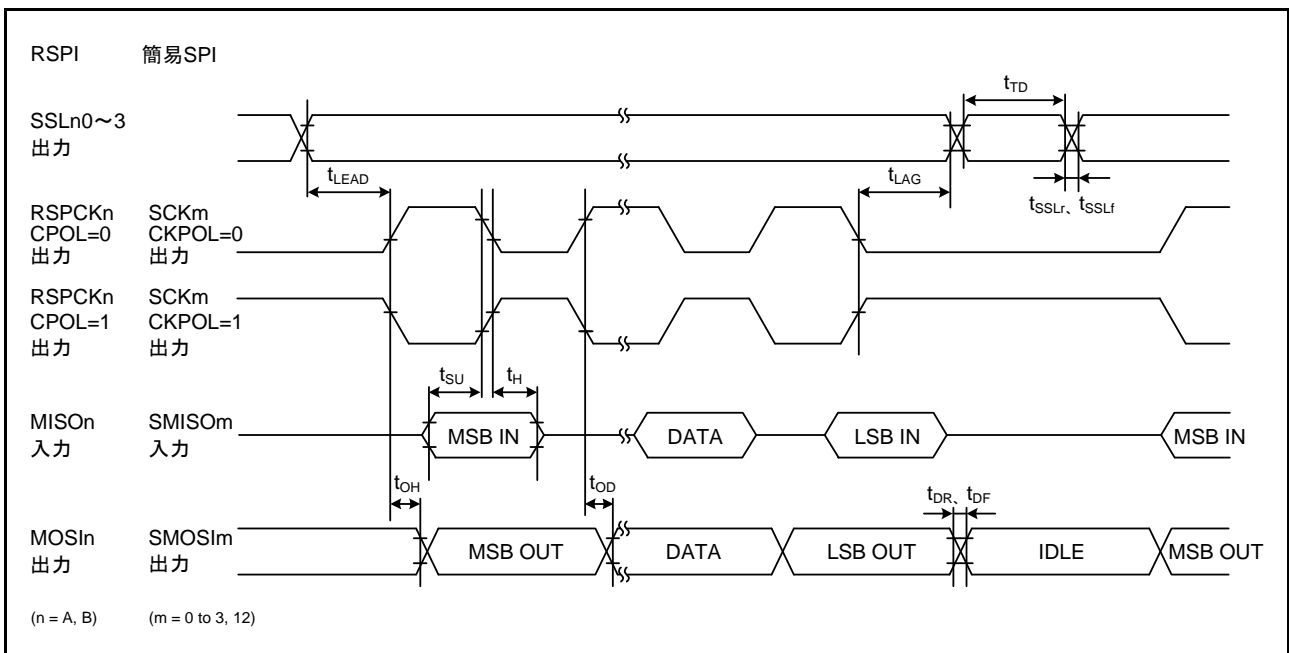 RSPI 簡易SPI
tTD
SSLn0～3
出力
tLEAD
tLAG
tSSLr、tSSLf
RSPCKn SCKm
CPOL=0 CKPOL=0
出力 出力
RSPCKn SCKm
CPOL=1 CKPOL=1
出力 出力
tSU tH
MISOn SMISOm
入力 入力
MSB IN DATA LSB IN MSB IN
tOH tOD tDR、tDF
MOSIn SMOSIm
出力 出力
MSB OUT DATA LSB OUT IDLE MSB OUT
(n = A, B) (m = 0 to 3, 12)